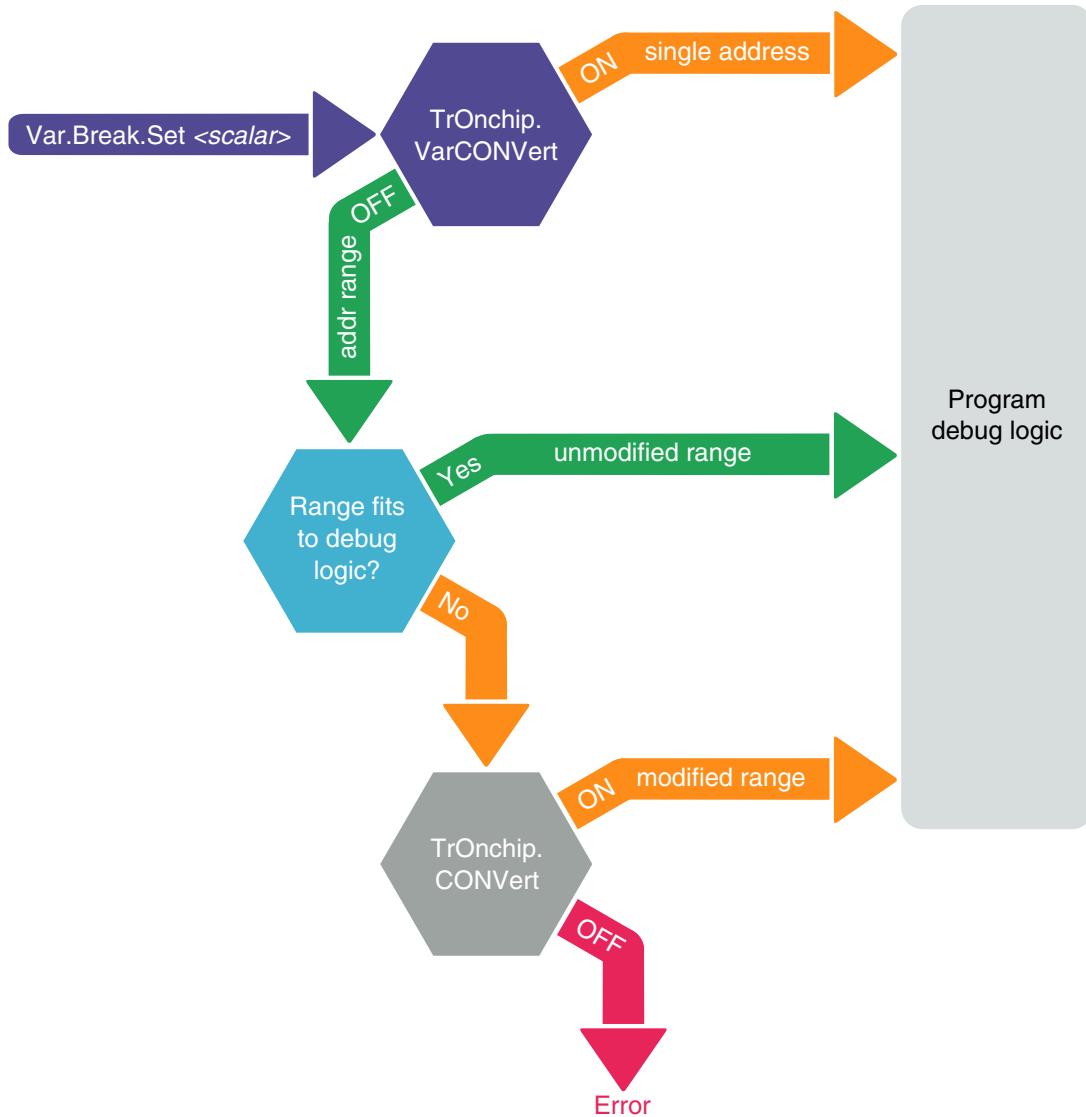 ON
single address
Var.Break.Set <scalar>
TrOnchip.
VarCONVert
OFF
addr range
Program
debug logic
Yes
unmodified range
Range fits
to debug
logic?
No
ON
modified range
TrOnchip.
CONVert
OFF
Error